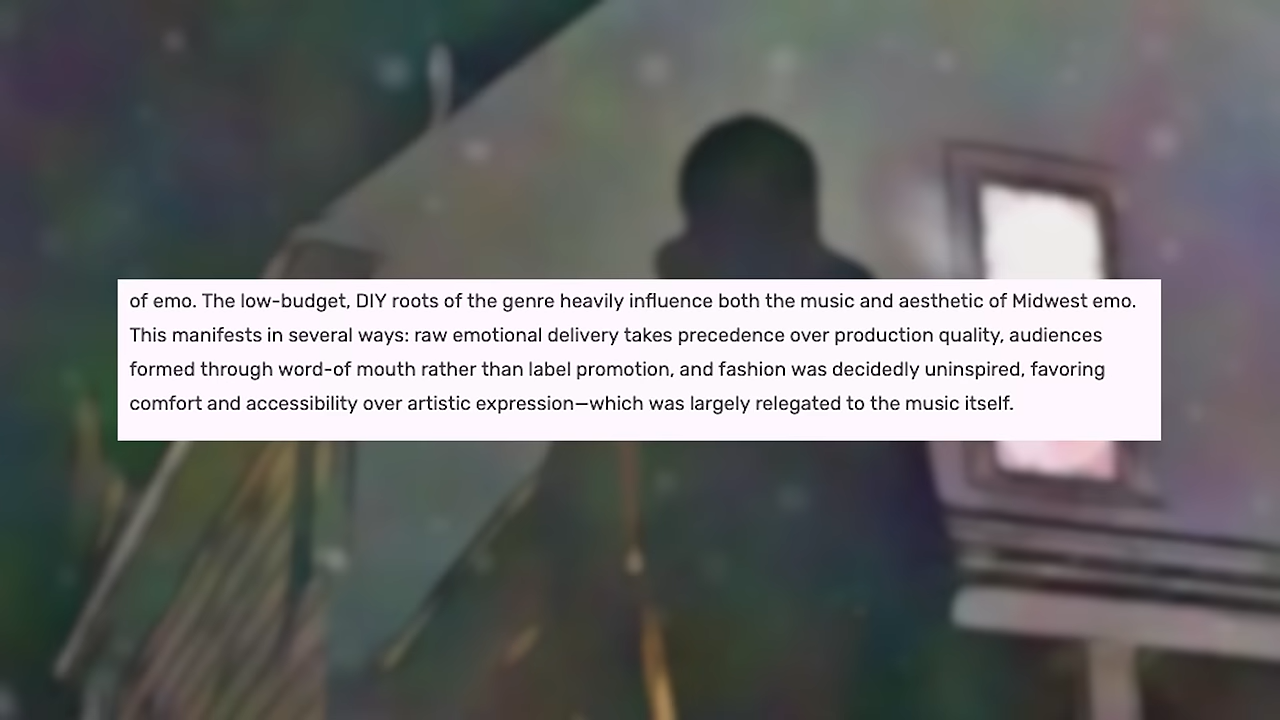 of emo. The low-budget, DIY roots of the genre heavily influence both the music and aesthetic of Midwest emo.
This manifests in several ways: raw emotional delivery takes precedence over production quality, audiences
formed through word-of mouth rather than label promotion, and fashion was decidedly uninspired, favoring
comfort and accessibility over artistic expression—which was largely relegated to the music itself.